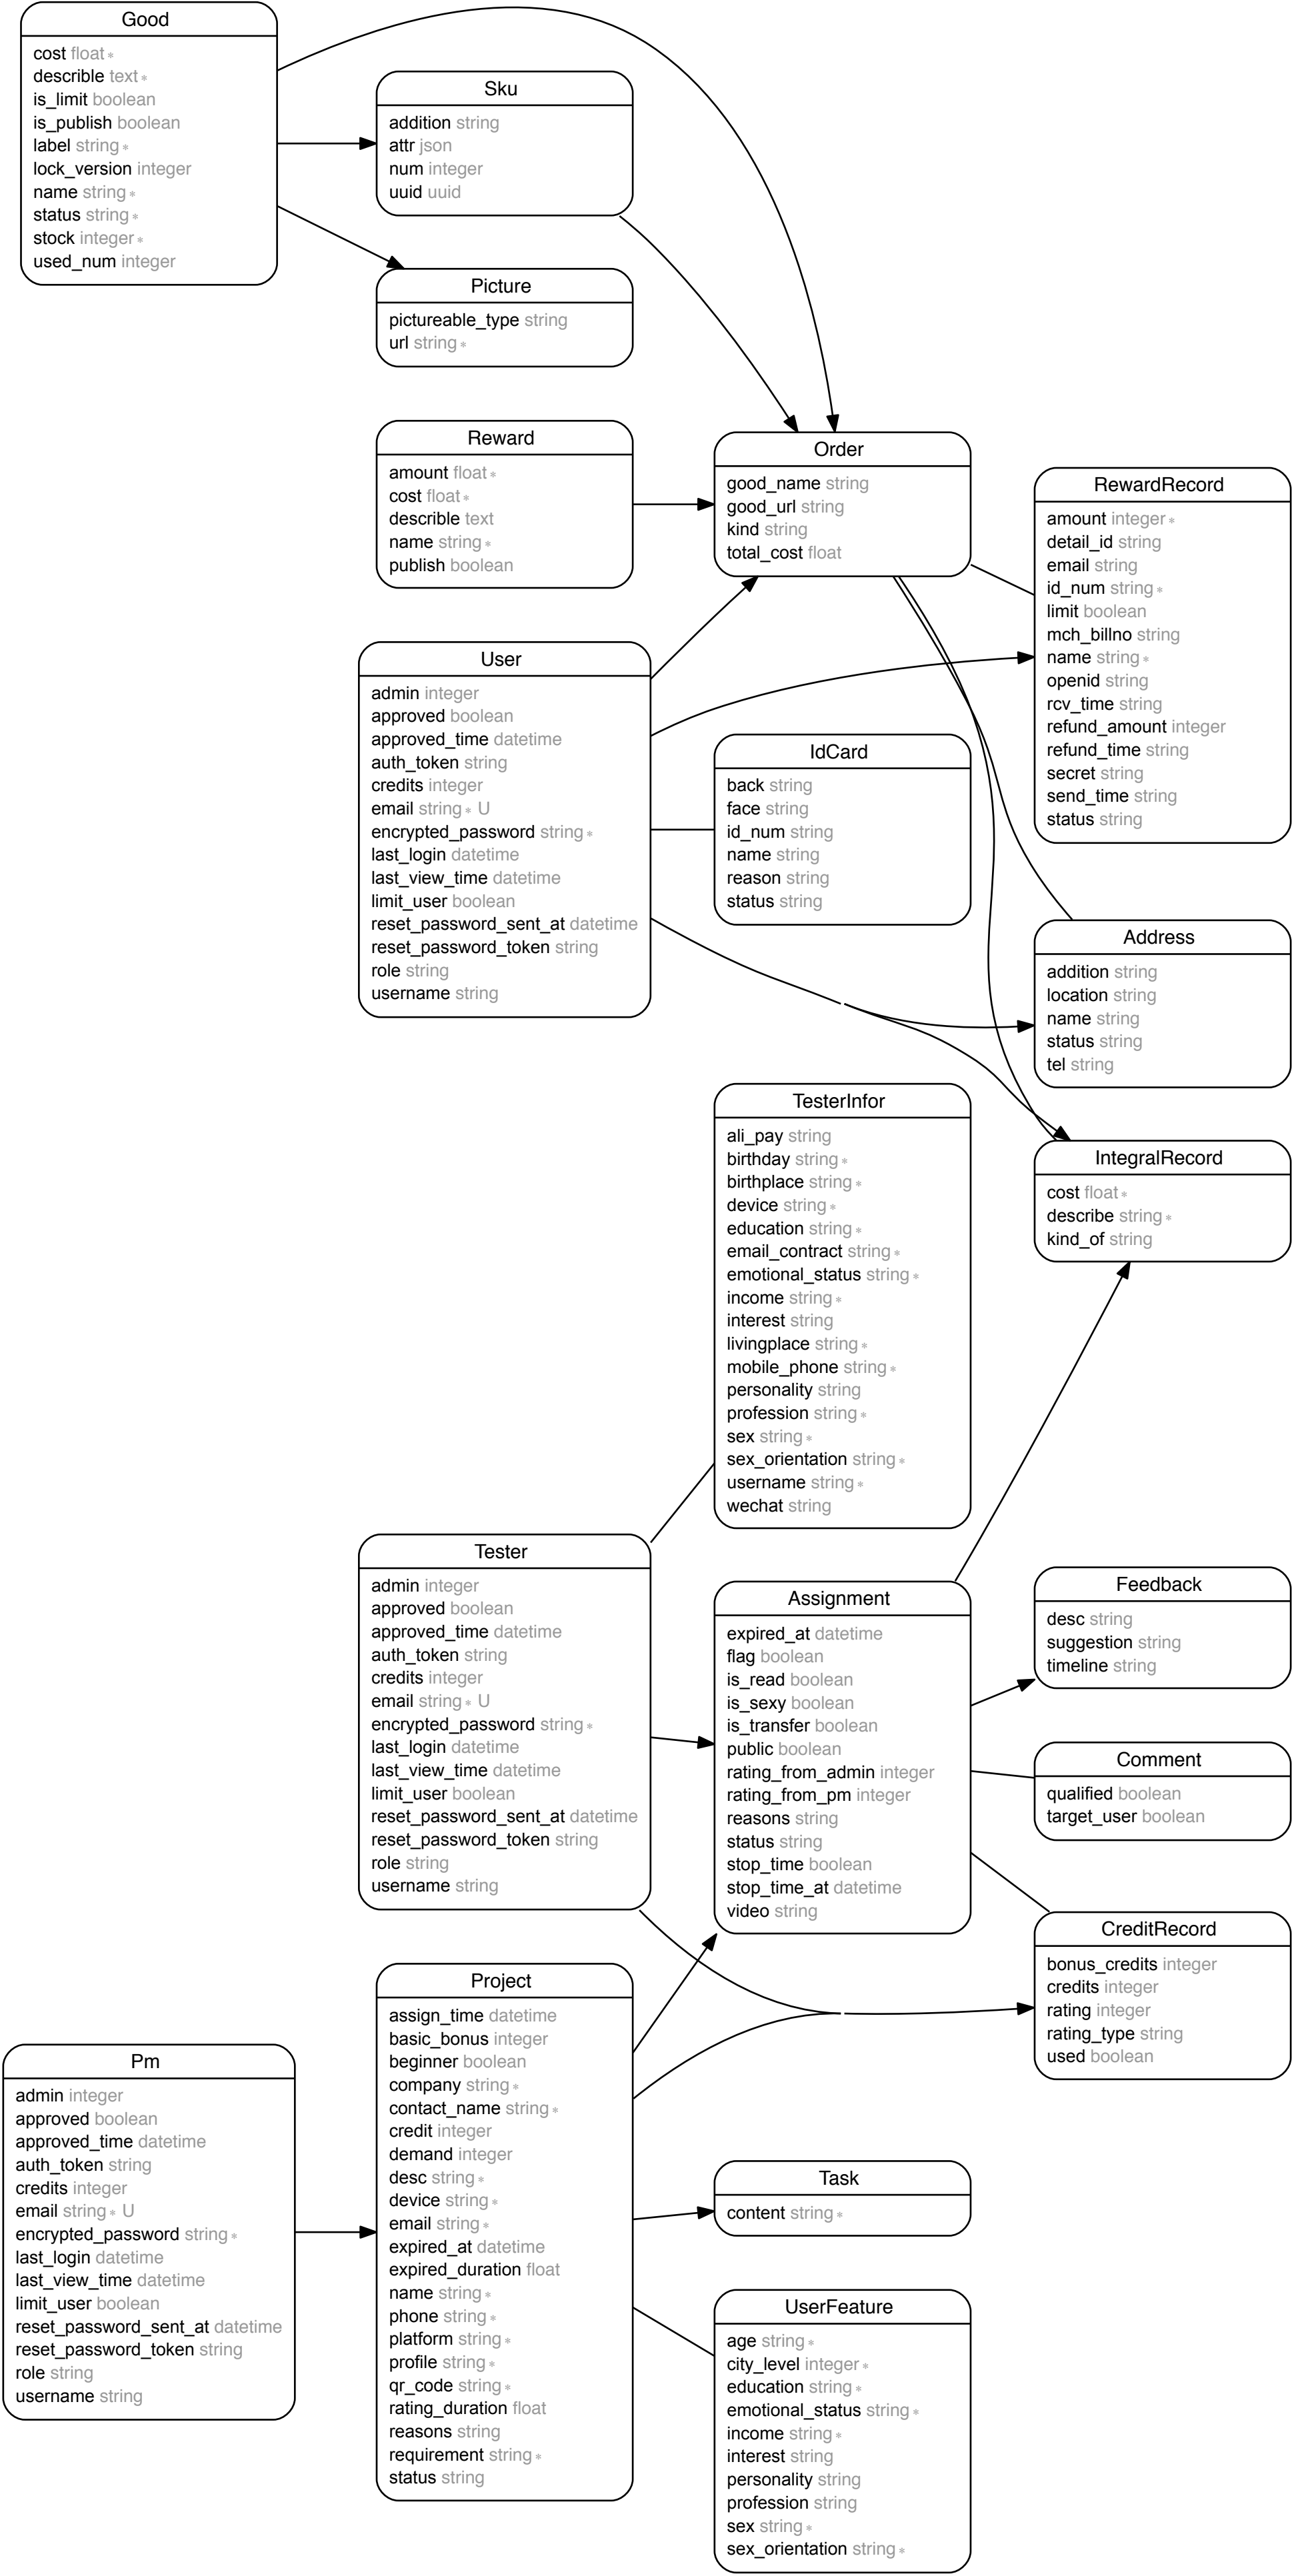 Good
cost float *
describle text *
is_limit boolean
is_publish boolean
label string *
lock_version integer
name string *
status string *
stock integer *
used_num integer
Sku
addition string
attr json
num integer
uuid uuid
Picture
pictureable_type string
url string *
Reward
amount float *
cost float *
describle text
name string *
publish boolean
Order
good_name string
good_url string
kind string
total_cost float
RewardRecord
amount integer *
detail_id string
email string
id_num string *
limit boolean
mch_billno string
name string *
openid string
rcv_time string
refund_amount integer
refund_time string
secret string
send_time string
status string
User
admin integer
approved boolean
approved_time datetime
auth_token string
credits integer
email string * U
encrypted_password string *
last_login datetime
last_view_time datetime
limit_user boolean
reset_password_sent_at datetime
reset_password_token string
role string
username string
IdCard
back string
face string
id_num string
name string
reason string
status string
Address
addition string
location string
name string
status string
tel string
TesterInfor
ali_pay string
birthday string *
birthplace string *
device string *
education string *
email_contract string *
emotional_status string *
income string *
interest string
livingplace string *
mobile_phone string *
personality string
profession string *
sex string *
sex_orientation string *
username string *
wechat string
IntegralRecord
cost float *
describe string *
kind_of string
Tester
admin integer
approved boolean
approved_time datetime
auth_token string
credits integer
email string * U
encrypted_password string *
last_login datetime
last_view_time datetime
limit_user boolean
reset_password_sent_at datetime
reset_password_token string
role string
username string
Assignment
expired_at datetime
flag boolean
is_read boolean
is_sexy boolean
is_transfer boolean
public boolean
rating_from_admin integer
rating_from_pm integer
reasons string
status string
stop_time boolean
stop_time_at datetime
video string
Feedback
desc string
suggestion string
timeline string
Comment
qualified boolean
target_user boolean
CreditRecord
bonus_credits integer
credits integer
rating integer
rating_type string
used boolean
Pm
admin integer
approved boolean
approved_time datetime
auth_token string
credits integer
email string * U
encrypted_password string *
last_login datetime
last_view_time datetime
limit_user boolean
reset_password_sent_at datetime
reset_password_token string
role string
username string
Project
assign_time datetime
basic_bonus integer
beginner boolean
company string *
contact_name string *
credit integer
demand integer
desc string *
device string *
email string *
expired_at datetime
expired_duration float
name string *
phone string *
platform string *
profile string *
qr_code string *
rating_duration float
reasons string
requirement string *
status string
Task
content string *
UserFeature
age string *
city_level integer *
education string *
emotional_status string *
income string *
interest string
personality string
profession string
sex string *
sex_orientation string *